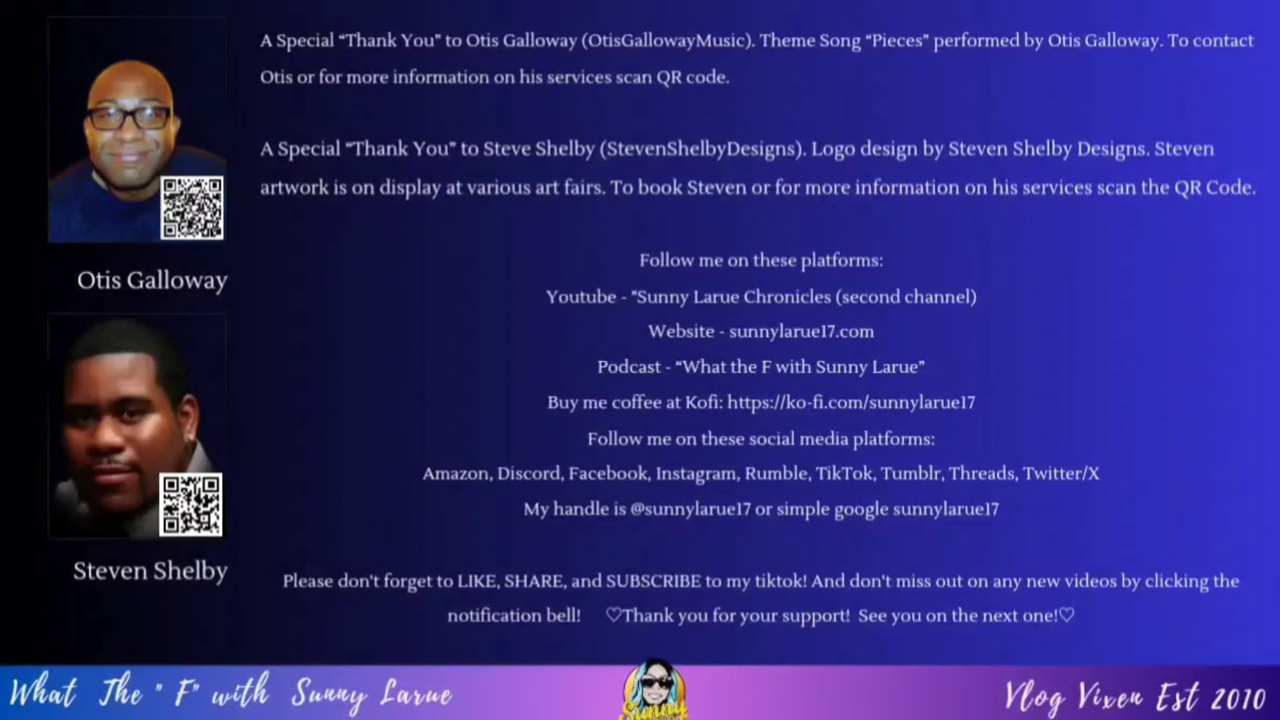 A Special “Thank You” to Otis Galloway (OtisGallowayMusic). Theme Song “Pieces” performed by Otis Galloway. To contact
Otis or for more information on his services scan QR code.
A Special “Thank You” to Steve Shelby (StevenShelbyDesigns). Logo design by Steven Shelby Designs. Steven
artwork is on display at various art fairs. To book Steven or for more information on his services scan the QR Code.
Otis Galloway
Follow me on these platforms:
Youtube - "Sunny Larue Chronicles (second channel)
Website - sunnylarue17.com
Podcast - “What the F with Sunny Larue”
Buy me coffee at Kofi: https://ko-fi.com/sunnylarue17
Follow me on these social media platforms:
Amazon, Discord, Facebook, Instagram, Rumble, TikTok, Tumblr, Threads, Twitter/X
My handle is @sunnylarue17 or simple google sunnylarue17
Steven Shelby
Please don't forget to LIKE, SHARE, and SUBSCRIBE to my tiktok! And don't miss out on any new videos by clicking the
notification bell! ♡Thank you for your support! See you on the next one!♡
What The " F" with Sunny Larue
Sunny
Vlog Vixen Est 2010